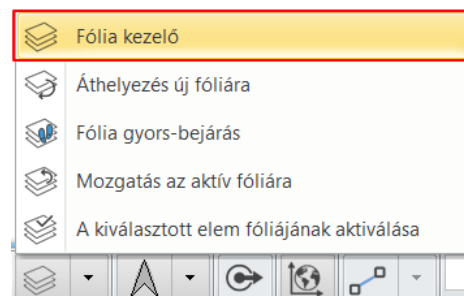 Fólia kezelő
Áthelyezés új fóliára
Fólia gyors-bejárás
Mozgatás az aktív fóliára
A kiválasztott elem fóliájának aktiválása